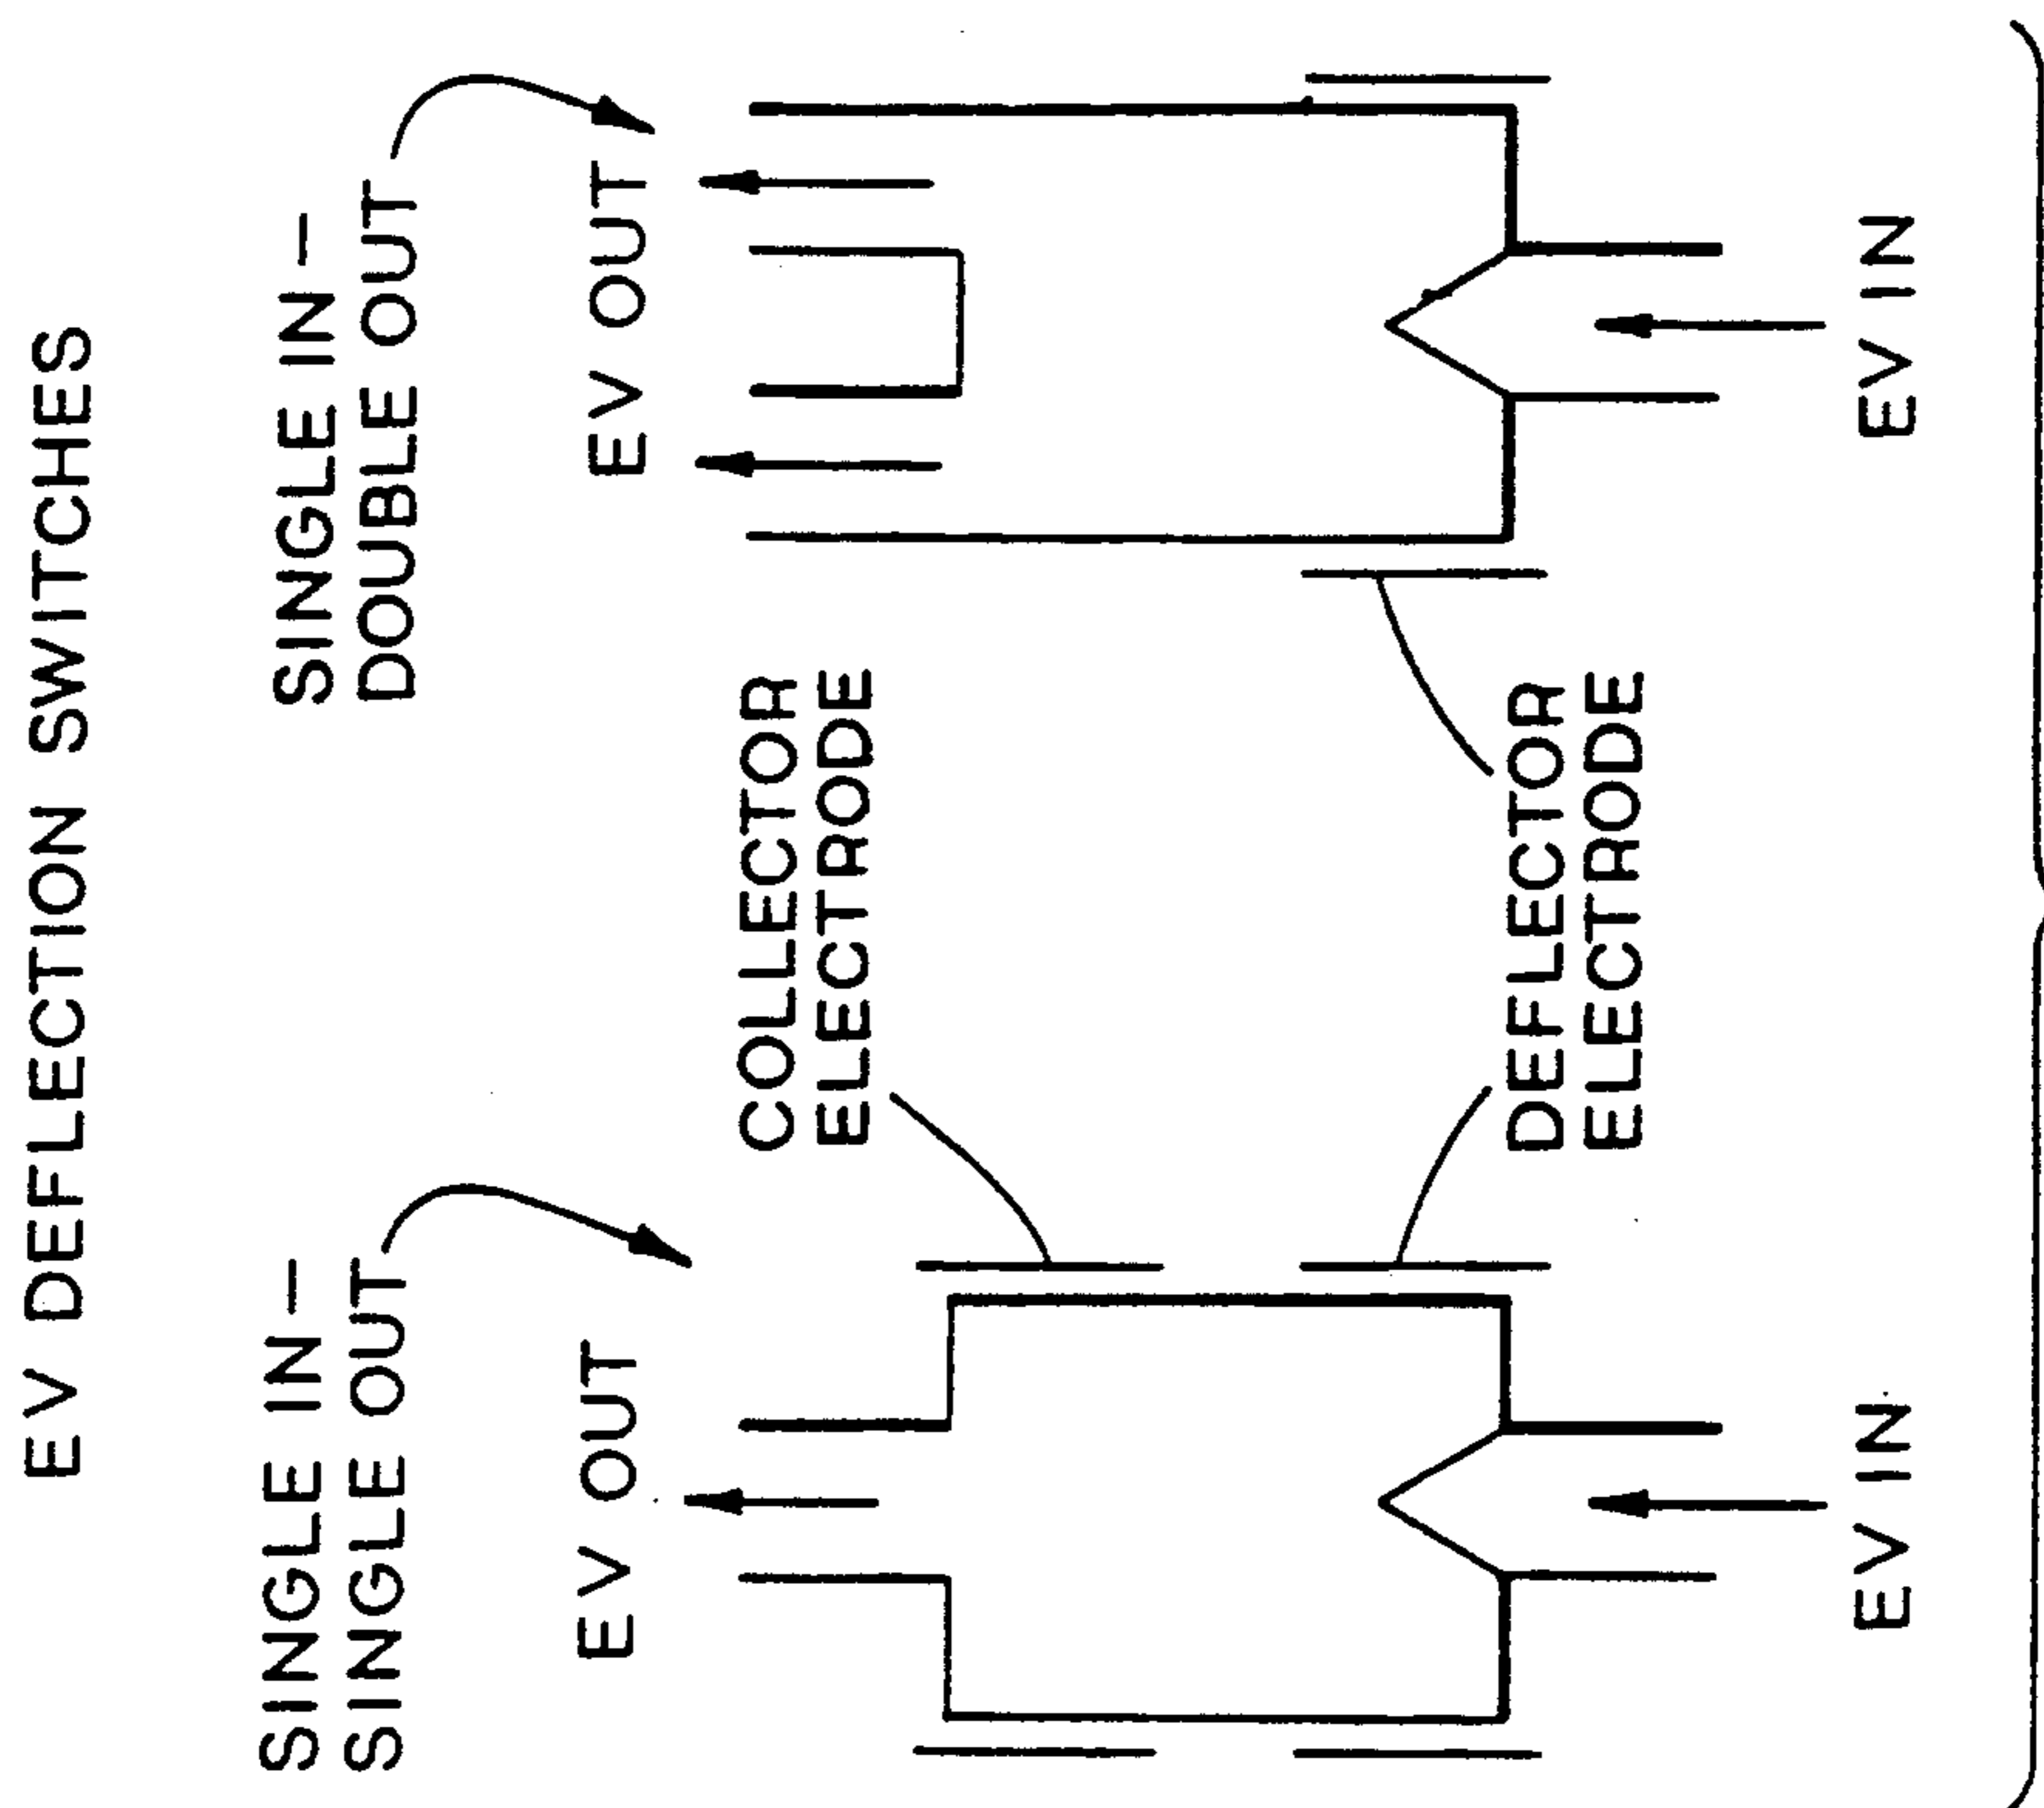 EV DEFLECTION SWITCHES
SINGLE IN–
SINGLE OUT
SINGLE IN–
DOUBLE OUT
EV OUT
EV OUT
COLLECTOR
ELECTRODE
DEFLECTOR
ELECTRODE
EV IN
EV IN